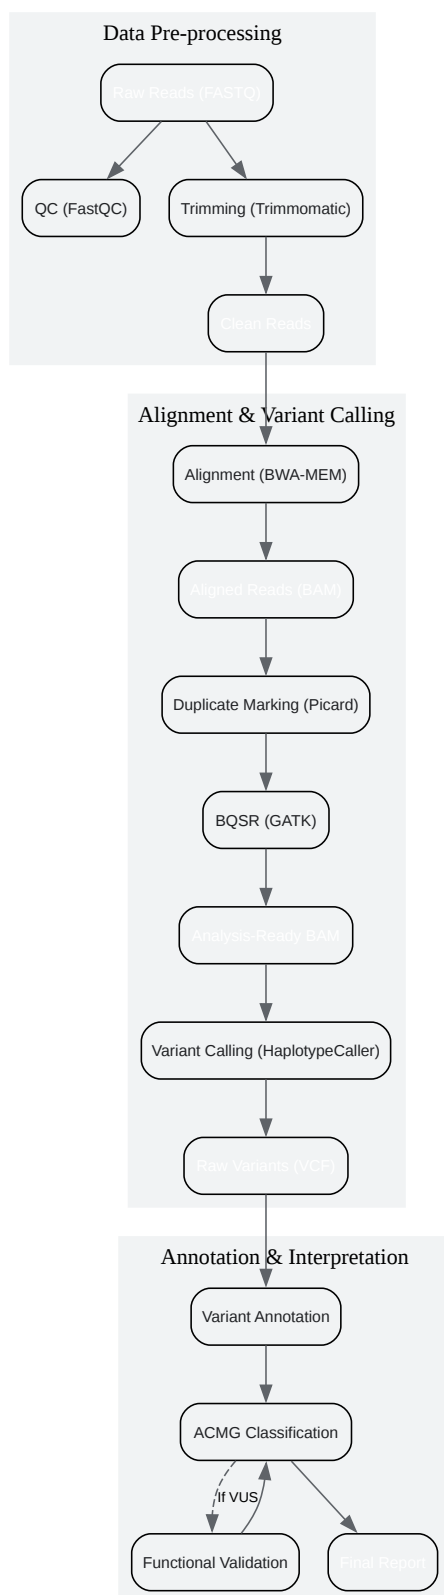 Data Pre-processing
Raw Reads (FASTQ)
QC (FastQC)
Trimming (Trimmomatic)
Clean Reads
Alignment & Variant Calling
Alignment (BWA-MEM)
Aligned Reads (BAM)
Duplicate Marking (Picard)
BQSR (GATK)
Analysis-Ready BAM
Variant Calling (HaplotypeCaller)
Raw Variants (VCF)
Annotation & Interpretation
Variant Annotation
ACMG Classification
If VUS
Functional Validation
Final Report